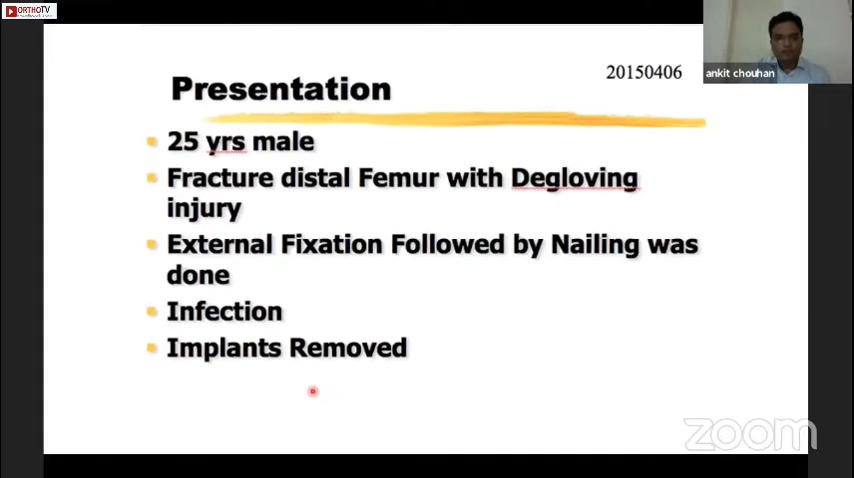 ORTHOTV
20150406
ankit chouhan
Presentation
25 yrs male
Fracture distal Femur with Degloving
injury
External Fixation Followed by Nailing was
done
Infection
Implants Removed
zoom